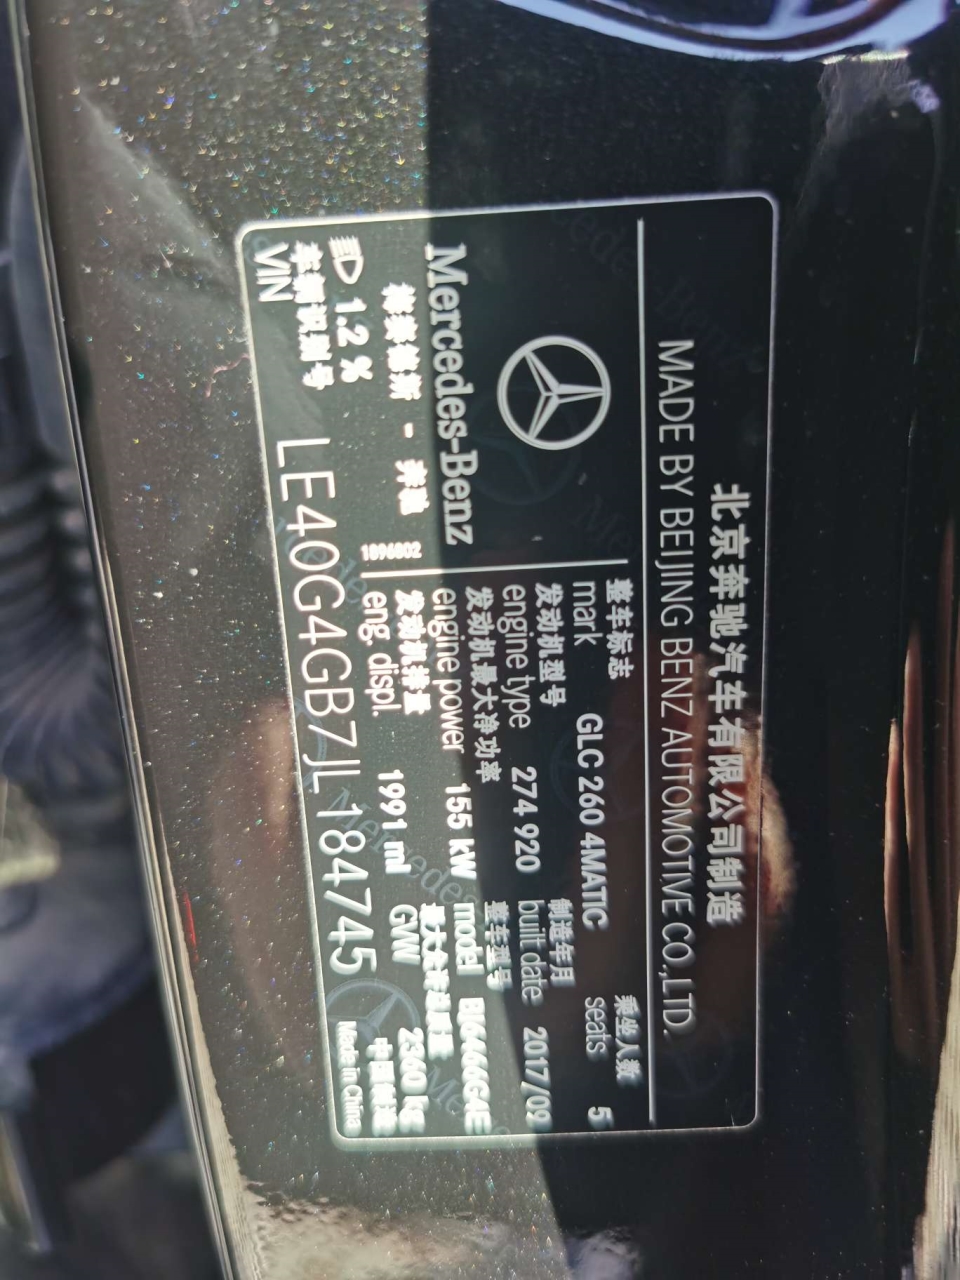 北京奔驰汽车有限公司制造
MADE BY BEIJING BENZ AUTOMOTIVE CO.,LTD.
整车标志
mark GLC 260 4MATIC
乘坐人数
seats 5
发动机型号
engine type 274 920
制造年月
built date 2017/09
发动机最大净功率
engine power 155 kW
整车型号
model BJ6466G4E
发动机排量
eng. displ. 1991 ml
最大允许总质量
GVW 2360 kg
Mercedes-Benz
梅赛德斯 - 奔驰
1896802
1.2 %
车辆识别号
VIN LE40G4GB7JL184745
中国制造
Made in China